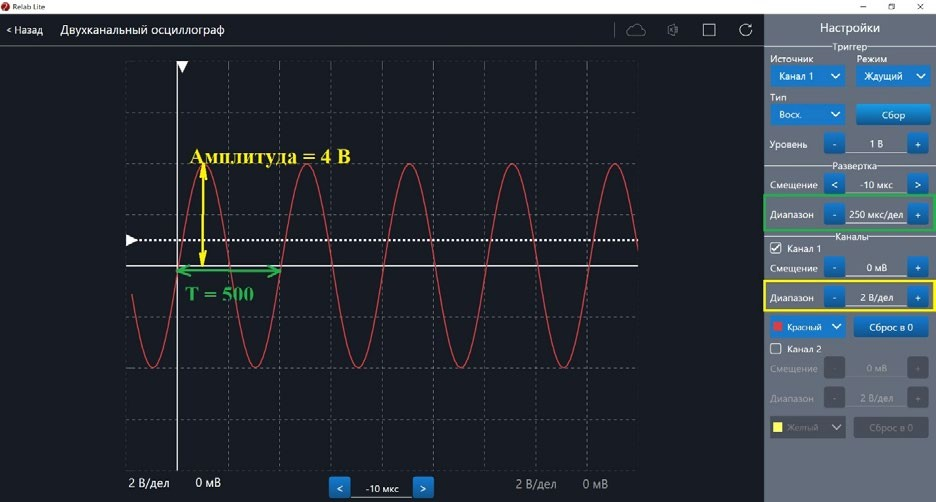 Relab Lite
< Назад
Двухканальный осциллограф
Амплитуда = 4 В
T = 500
2 В/дел
0 мВ
<
-10 мкс
>
2 В/дел
0 мВ
Настройки
Триггер
Источник
Режим
Канал 1
Ждущий
Тип
Восх.
Сбор
Уровень - 1 В +
Развертка
Смещение < -10 мкс >
Диапазон - 250 мкс/дел +
Каналы
Канал 1
Смещение - 0 мВ +
Диапазон - 2 В/дел +
Красный
Сброс в 0
Канал 2
Смещение - 0 мВ +
Диапазон - 2 В/дел +
Желтый
Сброс в 0